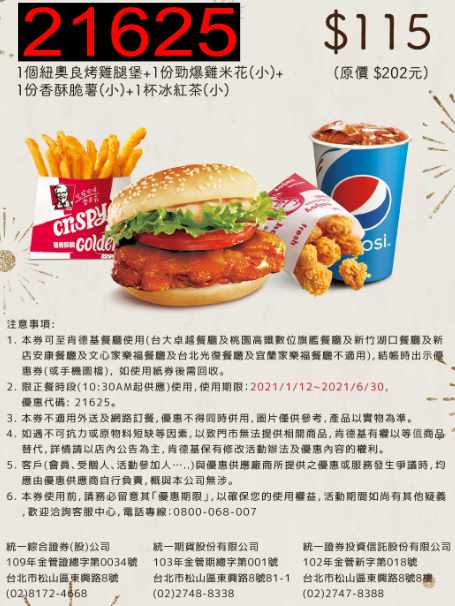 21625
$115
1個紐奧良烤雞腿堡+1份勁爆雞米花(小)+
(原價 $202元)
1份香酥脆薯(小)+1杯冰紅茶(小)
crispy
Golden
fresh
psi.
注意事項:
1. 本券可至肯德基餐廳使用(台大卓越餐廳及桃園高鐵數位旗艦餐廳及新竹湖口餐廳及新
店安康餐廳及文心家樂福餐廳及台北光復餐廳及宜蘭家樂福餐廳不適用),結帳時出示優
惠券(或手機圖檔), 如使用紙券後需回收。
2. 限正餐時段(10:30AM起供應)使用,使用期限:2021/1/12~2021/6/30,
優惠代碼: 21625。
3. 本券不適用外送及網路訂餐,優惠不得同時併用,圖片僅供參考,產品以實物為準。
4. 如遇不可抗力或原物料短缺等因素,以致門市無法提供相關商品,肯德基有權以等值商品
替代,詳情請以店內公告為主,肯德基保有修改活動辦法及優惠內容的權利。
5. 客戶(會員、受贈人、活動參加人…..)與優惠供應廠商所提供之優惠或服務發生爭議時,均
應由優惠供應商自行負責,概與本公司無涉。
6. 本券使用前,請務必留意其「優惠期限」,以確保您的使用權益,活動期間如尚有其他疑義
,歡迎洽詢客服中心,電話專線:0800-068-007
統一綜合證券(股)公司
109年金管證總字第0034號
台北市松山區東興路8號
(02)8172-4668
統一期貨股份有限公司
103年金管期總字第001號
台北市松山區東興路8號B1-1
(02)2748-8338
統一證券投資信託股份有限公司
102年金管投信新字第018號
台北市松山區東興路8號8樓
(02)2747-8388